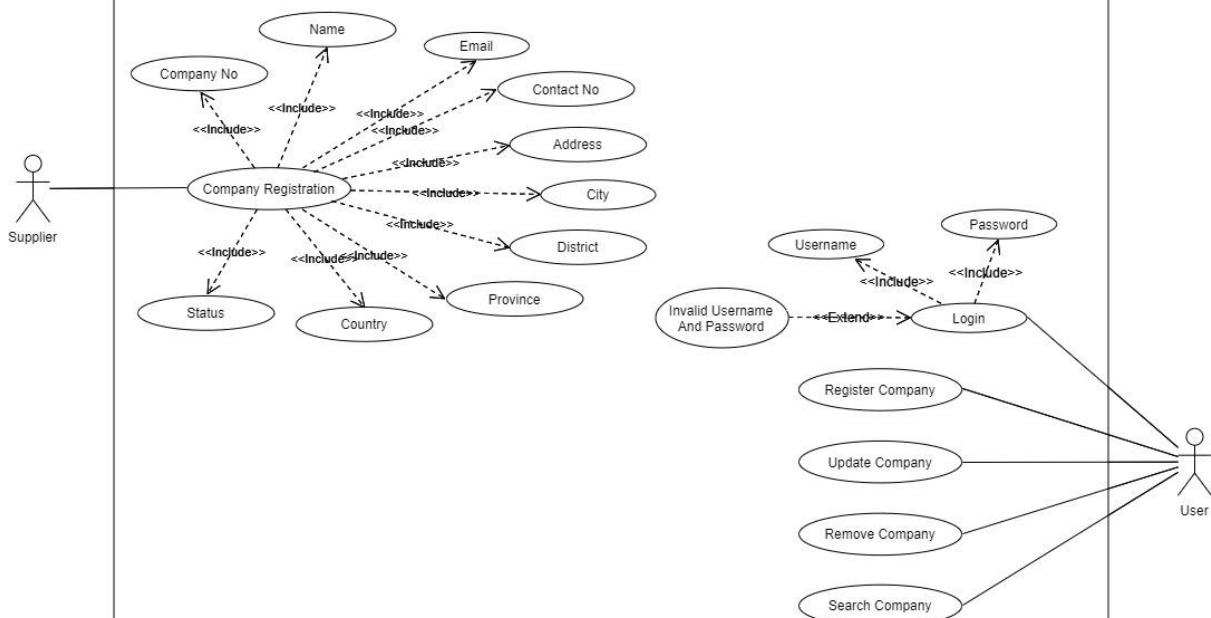 Name
Email
Company No
Contact No
<<Include>>
<<Include>>
<<Include>>
<<Include>>
<<Include>>
Address
Company Registration
<<Include>>
City
Supplier
<<Include>>
District
<<Include>>
<<Include>>
<<Include>>
Status
Country
Province
Username
Password
<<Include>>
<<Include>>
Invalid Username
And Password
<<Extend>>
Login
Register Company
Update Company
User
Remove Company
Search Company